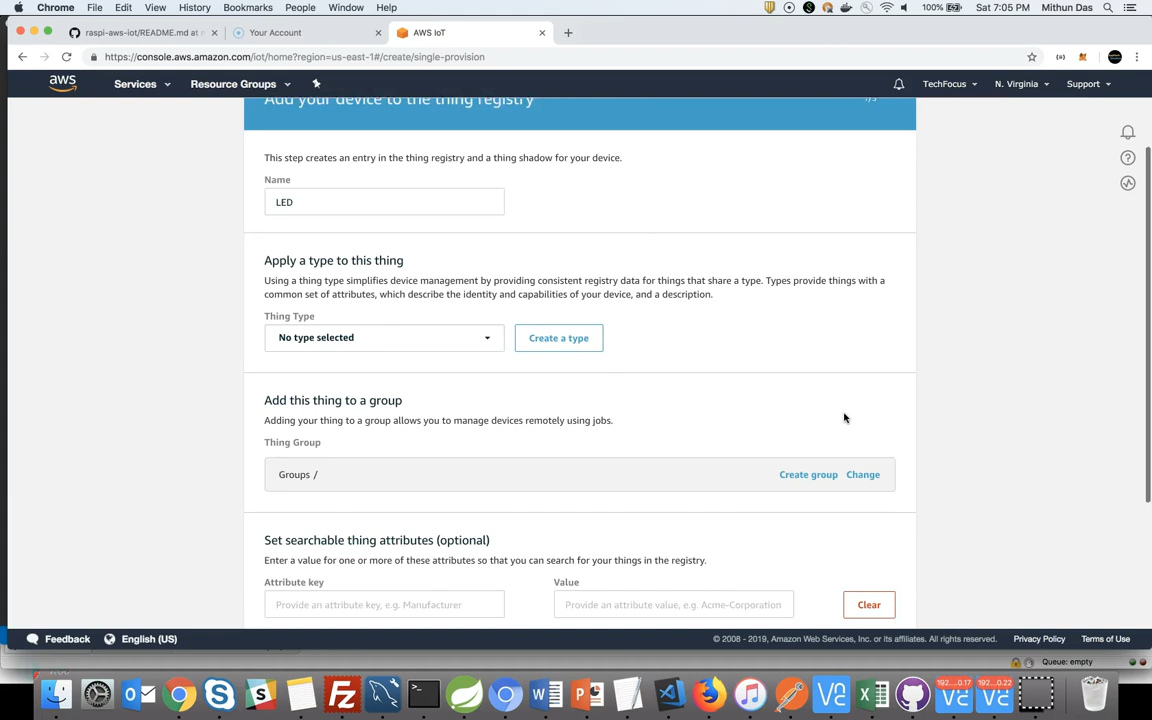 Chrome File Edit View History Bookmarks People Window Help 100% Sat 7:05 PM Mithun Das
raspi-aws-iot/README.md at
Your Account
AWS IoT
https://console.aws.amazon.com/iot/home?region=us-east-1#/create/single-provision
aws Services Resource Groups TechFocus N. Virginia Support
Add your device to the thing registry
1/3
This step creates an entry in the thing registry and a thing shadow for your device.
Name
LED
Apply a type to this thing
Using a thing type simplifies device management by providing consistent registry data for things that share a type. Types provide things with a
common set of attributes, which describe the identity and capabilities of your device, and a description.
Thing Type
No type selected
Create a type
Add this thing to a group
Adding your thing to a group allows you to manage devices remotely using jobs.
Thing Group
Groups /
Create group Change
Set searchable thing attributes (optional)
Enter a value for one or more of these attributes so that you can search for your things in the registry.
Attribute key
Value
Provide an attribute key, e.g. Manufacturer
Provide an attribute value, e.g. Acme-Corporation
Clear
Feedback English (US) © 2008 - 2019, Amazon Web Services, Inc. or its affiliates. All rights reserved. Privacy Policy Terms of Use
Queue: empty
192....0.17
192....0.22